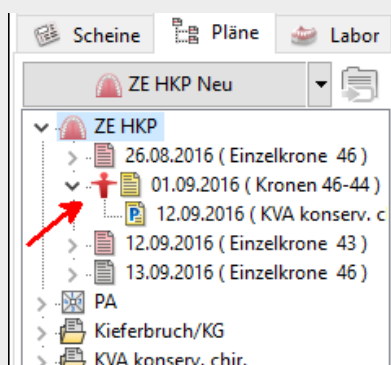 Scheine Pläne Labor
ZE HKP Neu
ZE HKP
26.08.2016 ( Einzelkrone 46 )
01.09.2016 ( Kronen 46-44 )
P 12.09.2016 ( KVA konserv. c
12.09.2016 ( Einzelkrone 43 )
13.09.2016 ( Einzelkrone 46 )
PA
Kieferbruch/KG
KVA konserv. chir.